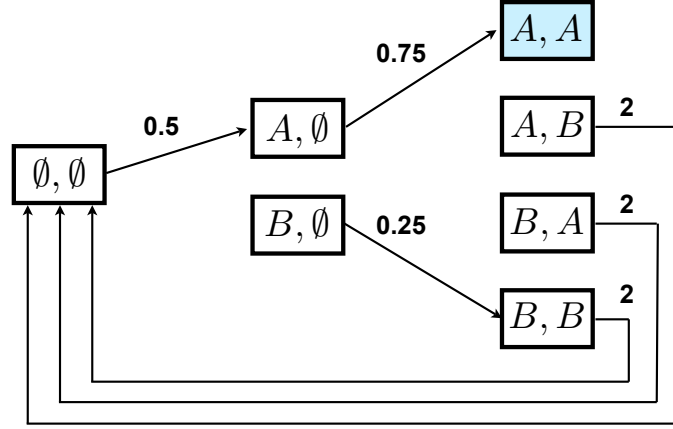 A, A
0.75
0.5
A, ∅
A, B
2
∅, ∅
B, ∅
0.25
B, A
2
B, B
2